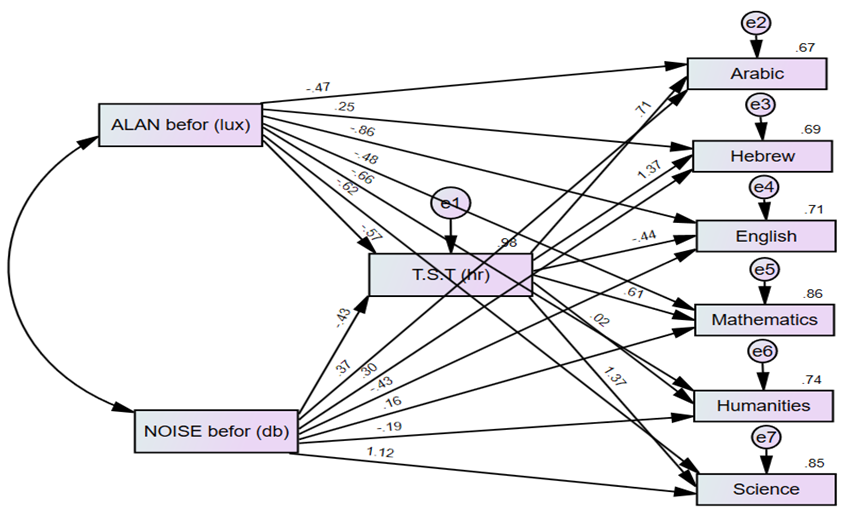 e2
.67
Arabic
-.47
e3
.25
.71
ALAN befor (lux)
.69
-.86
Hebrew
-.48
1.37
-.66
e4
-.62
e1
.71
-.57
.98
-.44
English
T.S.T (hr)
e5
.61
.86
-.43
.02
Mathematics
e6
.37
.30
.74
-.43
1.37
.16
Humanities
NOISE befor (db)
-.19
e7
1.12
.85
Science